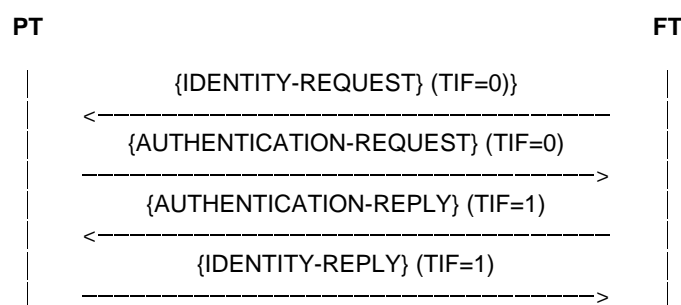 PT FT
{IDENTITY-REQUEST} (TIF=0)}
{AUTHENTICATION-REQUEST} (TIF=0)
{AUTHENTICATION-REPLY} (TIF=1)
{IDENTITY-REPLY} (TIF=1)